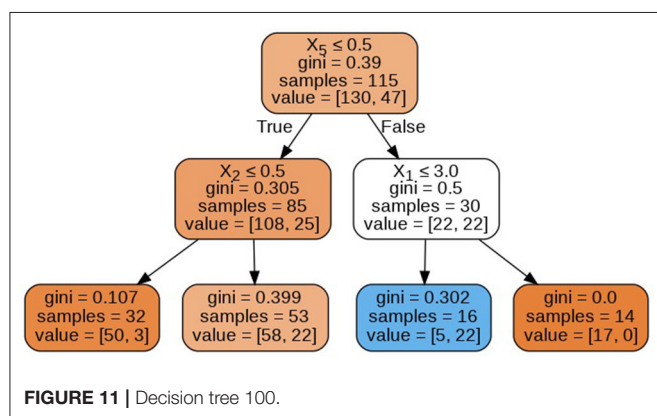 X5 ≤ 0.5
gini = 0.39
samples = 115
value = [130, 47]
True
False
X2 ≤ 0.5
gini = 0.305
samples = 85
value = [108, 25]
X1 ≤ 3.0
gini = 0.5
samples = 30
value = [22, 22]
gini = 0.107
samples = 32
value = [50, 3]
gini = 0.399
samples = 53
value = [58, 22]
gini = 0.302
samples = 16
value = [5, 22]
gini = 0.0
samples = 14
value = [17, 0]
FIGURE 11 | Decision tree 100.